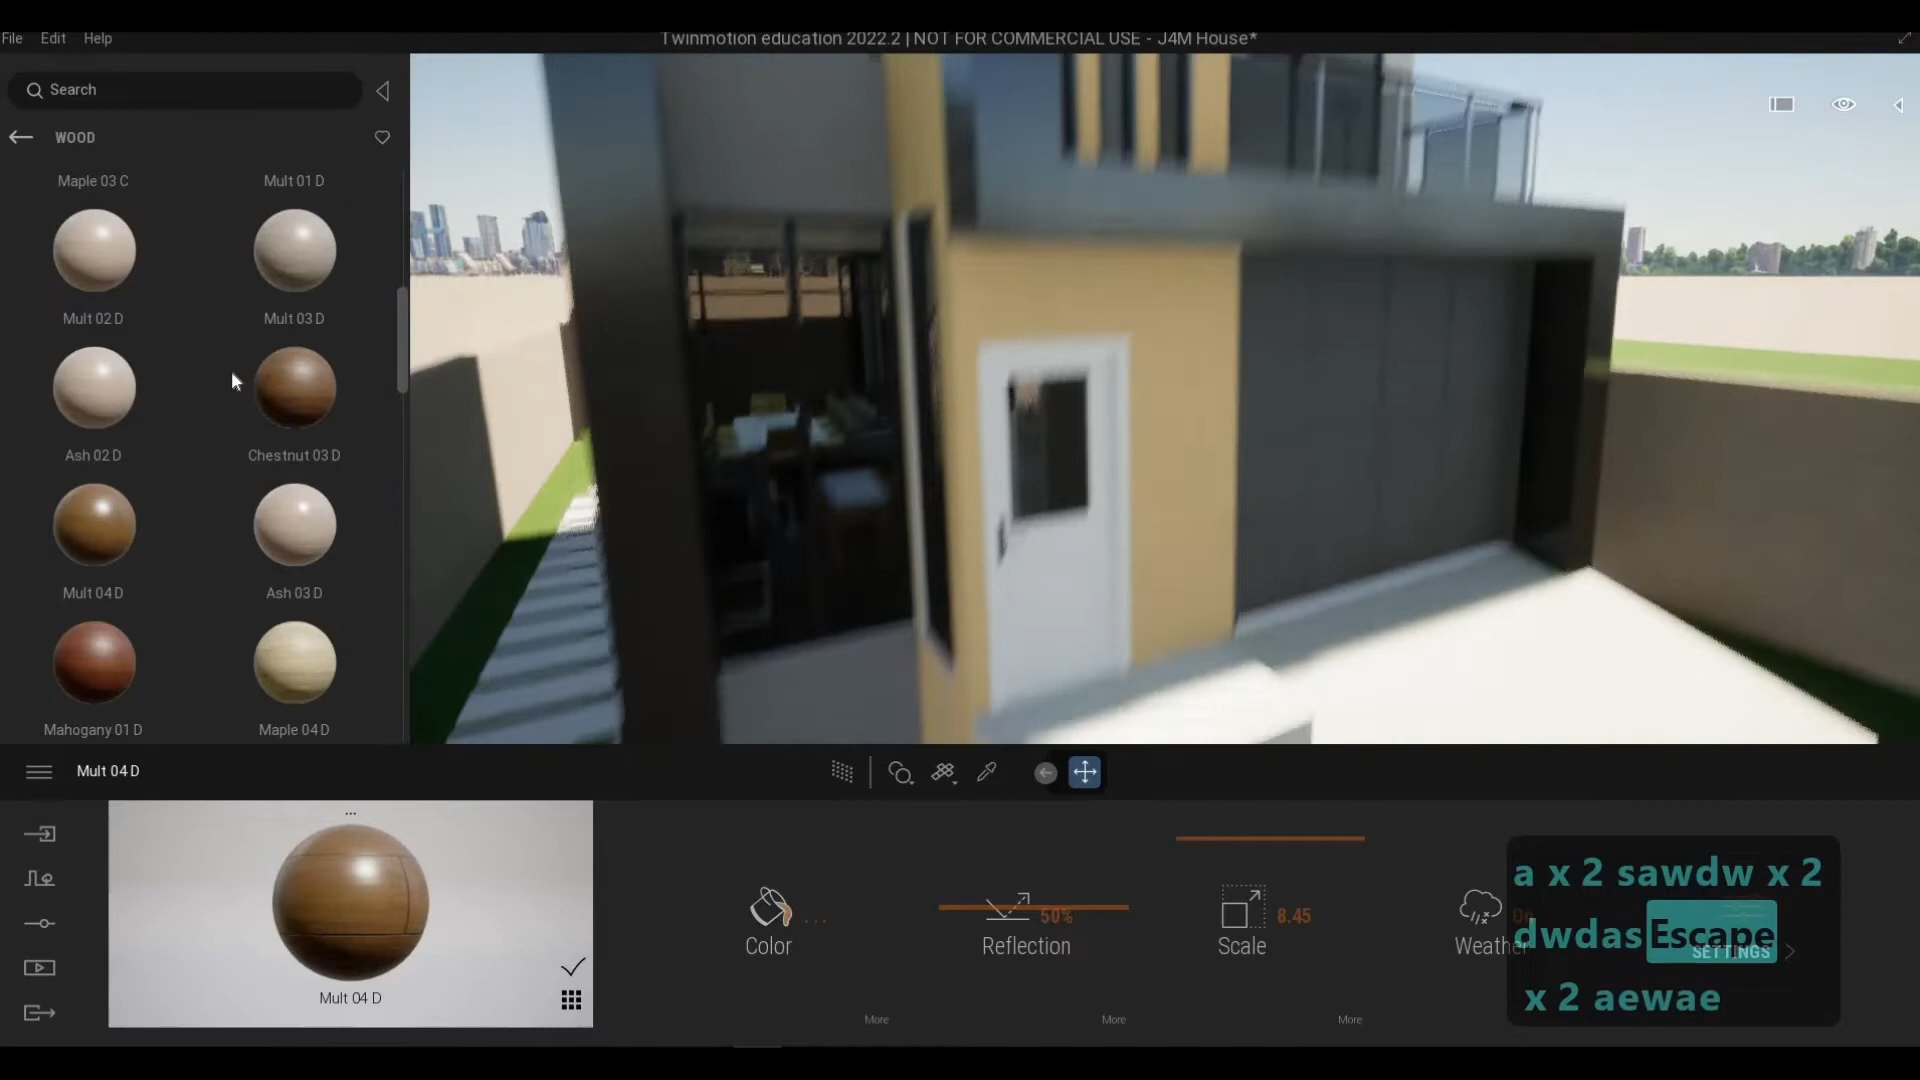 File Edit Help
Twinmotion education 2022.2 | NOT FOR COMMERCIAL USE - J4M House*
Search
WOOD
Maple 03 C
Mult 01 D
Mult 02 D
Mult 03 D
Ash 02 D
Chestnut 03 D
Mult 04 D
Ash 03 D
Mahogany 01 D
Maple 04 D
Mult 04 D
...
Mult 04 D
Color
...
50%
Reflection
8.45
Scale
Weather
SETTINGS
More
More
More
a x 2 sawdw x 2
dwdas Escape
x 2 aewae